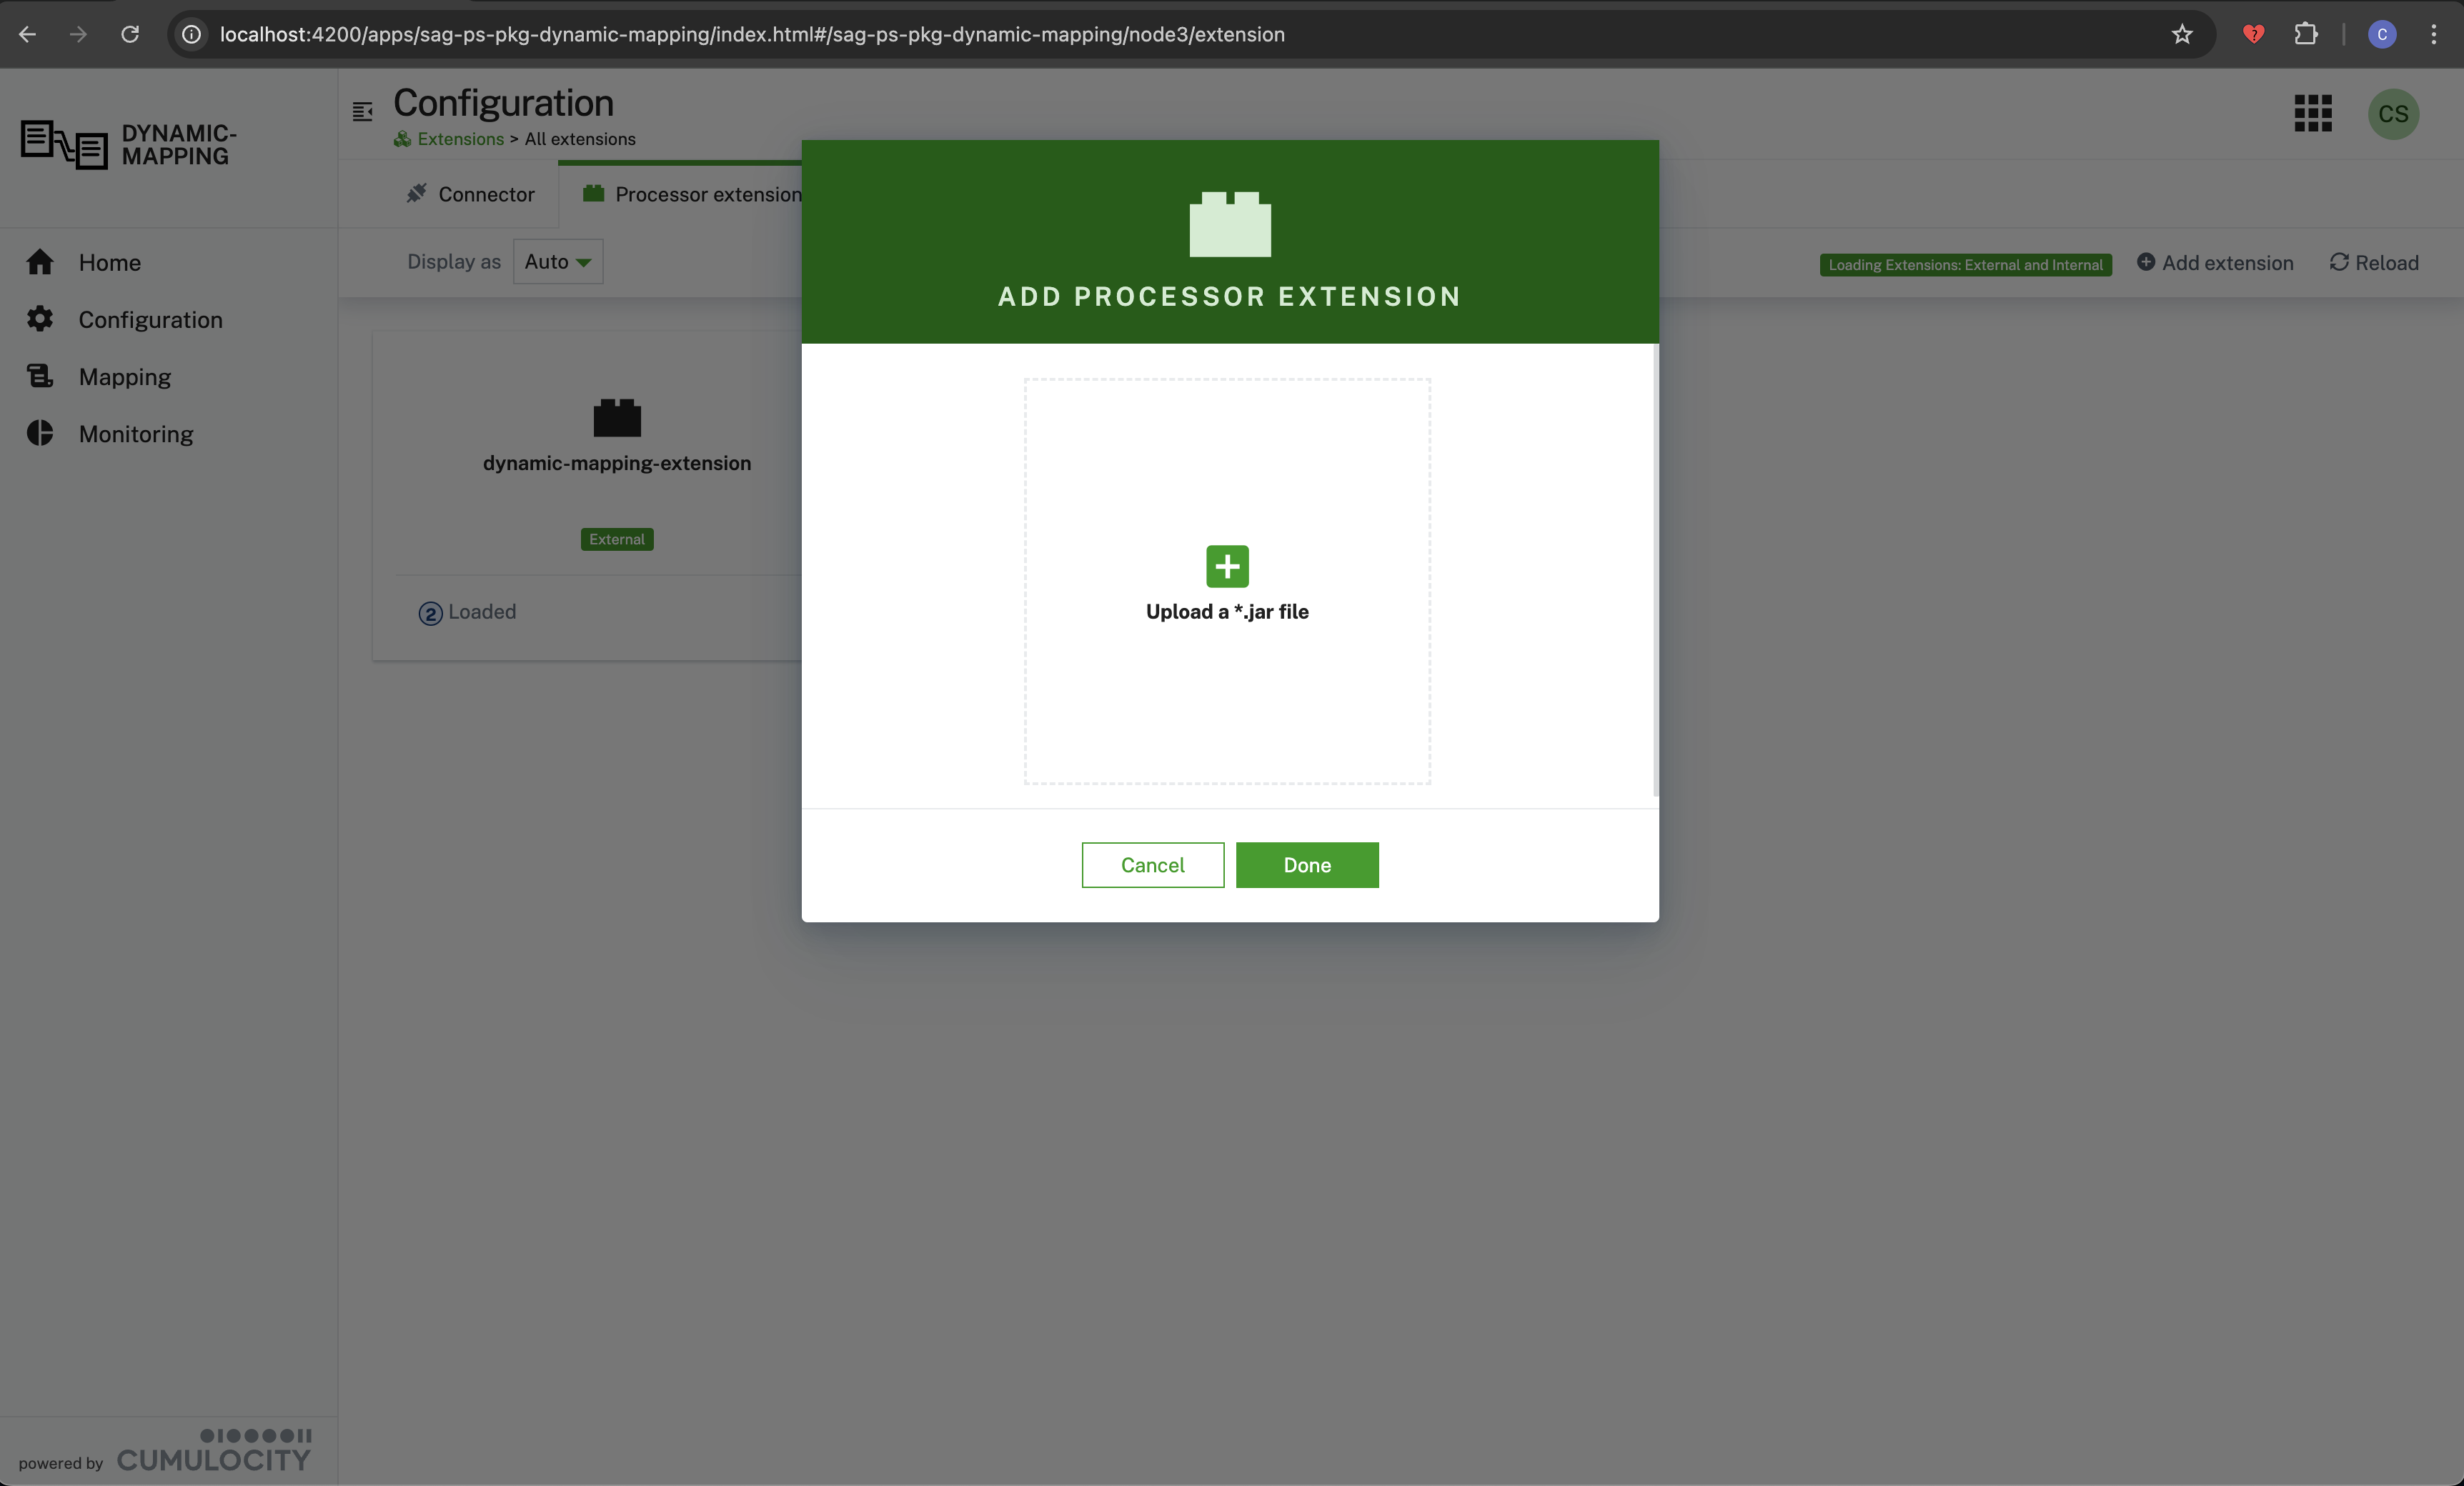 localhost:4200/apps/sag-ps-pkg-dynamic-mapping/index.html#/sag-ps-pkg-dynamic-mapping/node3/extension
C
DYNAMIC-
MAPPING
Home
Configuration
Mapping
Monitoring
Configuration
Extensions > All extensions
CS
Connector
Processor extension
Display as
Auto
Loading Extensions: External and Internal
Add extension
Reload
dynamic-mapping-extension
External
2 Loaded
ADD PROCESSOR EXTENSION
Upload a *.jar file
Cancel
Done
powered by
CUMULOCITY